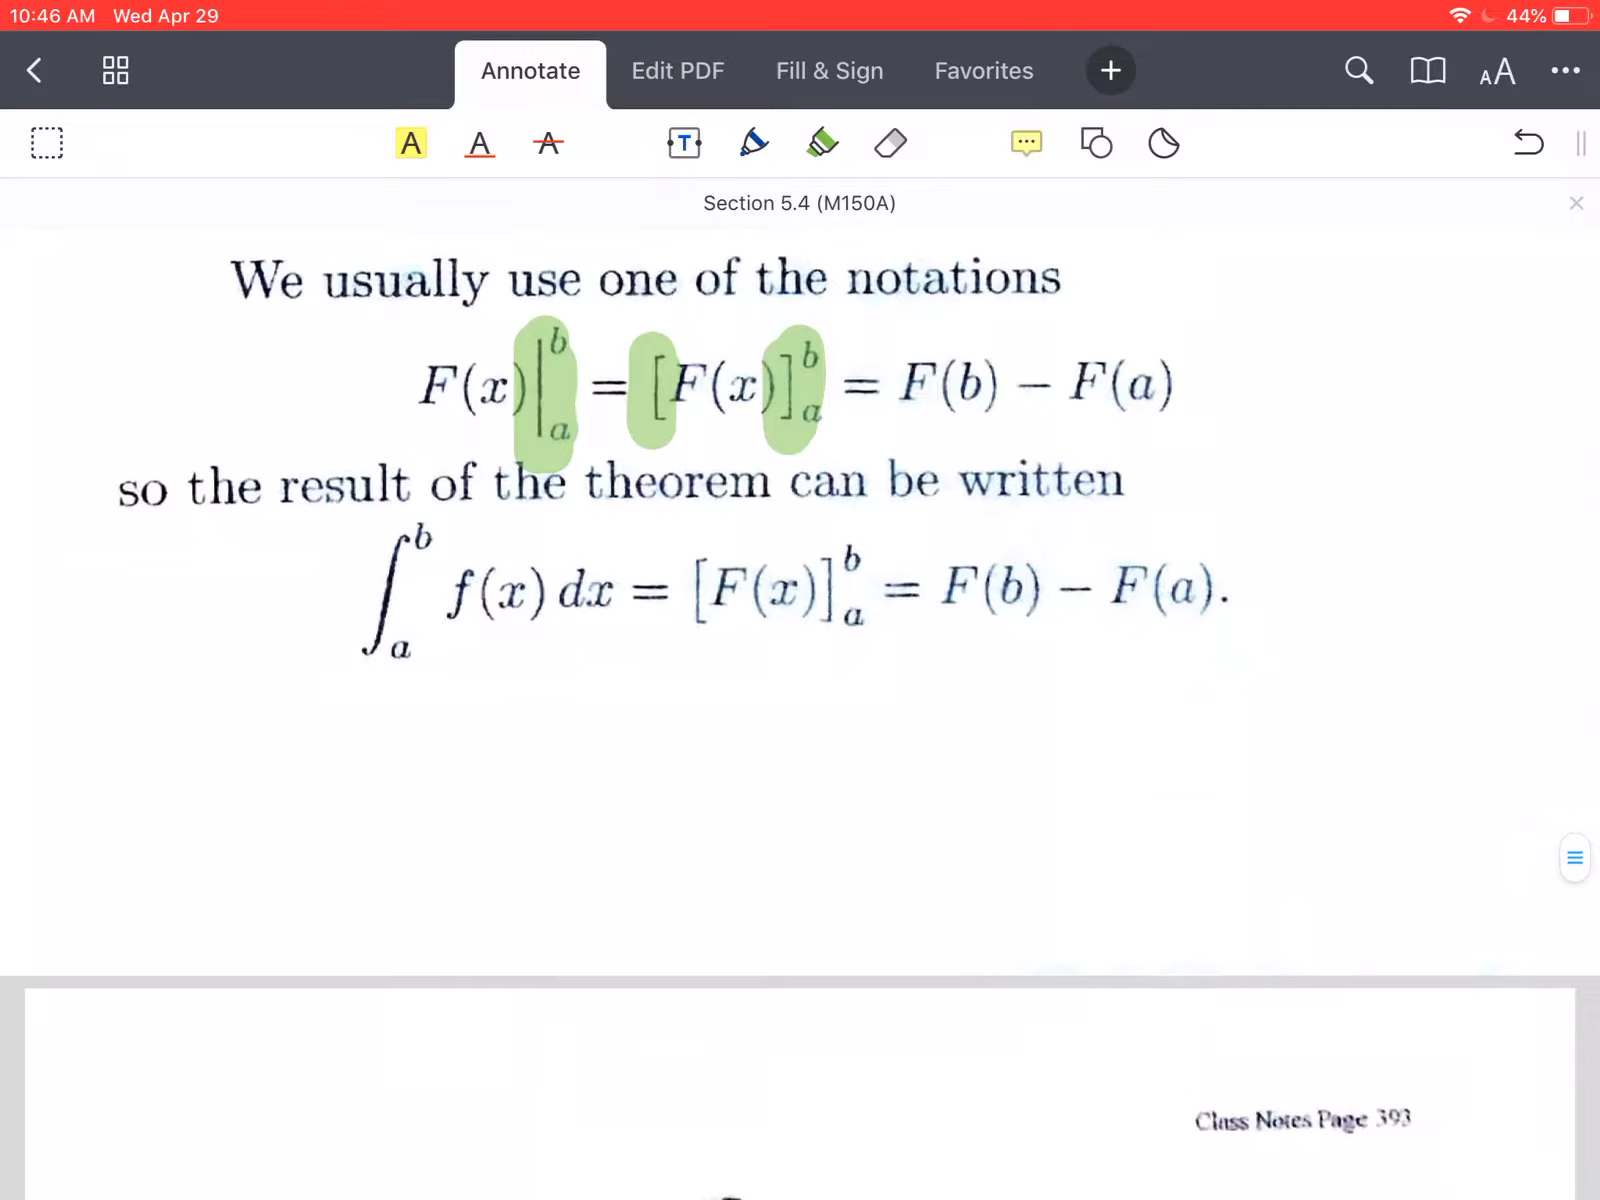 10:46 AM Wed Apr 29 44%
Annotate Edit PDF Fill & Sign Favorites + AA
A A A T
Section 5.4 (M150A)
We usually use one of the notations
F(x)|_a^b = [F(x)]_a^b = F(b) − F(a)
so the result of the theorem can be written
∫_a^b f(x) dx = [F(x)]_a^b = F(b) − F(a).
Class Notes Page 393